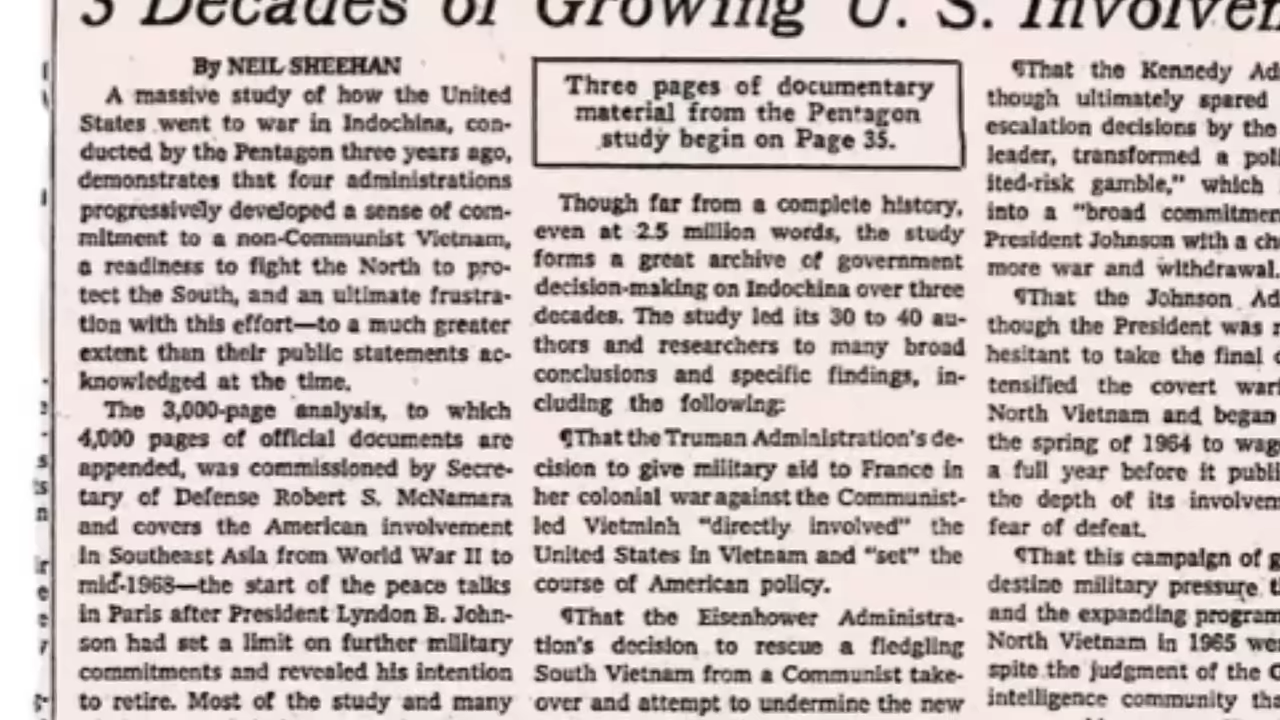 3 Decades of Growing U. S.
By NEIL SHEEHAN
A massive study of how the United
States went to war in Indochina, con-
ducted by the Pentagon three years ago,
demonstrates that four administrations
progressively developed a sense of com-
mitment to a non-Communist Vietnam,
a readiness to fight the North to pro-
tect the South, and an ultimate frustra-
tion with this effort—to a much greater
extent than their public statements ac-
knowledged at the time.
The 3,000-page analysis, to which
4,000 pages of official documents are
appended, was commissioned by Secre-
tary of Defense Robert S. McNamara
and covers the American involvement
in Southeast Asia from World War II to
mid-1968—the start of the peace talks
in Paris after President Lyndon B. John-
son had set a limit on further military
commitments and revealed his intention
to retire. Most of the study and many
Three pages of documentary
material from the Pentagon
study begin on Page 35.
Though far from a complete history,
even at 2.5 million words, the study
forms a great archive of government
decision-making on Indochina over three
decades. The study led its 30 to 40 au-
thors and researchers to many broad
conclusions and specific findings, in-
cluding the following:
¶That the Truman Administration's de-
cision to give military aid to France in
her colonial war against the Communist-
led Vietminh "directly involved" the
United States in Vietnam and "set" the
course of American policy.
¶That the Eisenhower Administra-
tion's decision to rescue a fledgling
South Vietnam from a Communist take-
over and attempt to undermine the new
¶That the Kennedy Ad
though ultimately spared
escalation decisions by the
leader, transformed a
ited-risk gamble," which
into a "broad
President Johnson with a
more war and withdrawal.
¶That the Johnson Ad
though the President was
hesitant to take the final
tensified the covert
North Vietnam and began
the spring of 1964 to
a full year before it
the depth of its
fear of defeat.
¶That this campaign of
destine military pressure
and the expanding
North Vietnam in 1965
spite the judgment of the
intelligence community